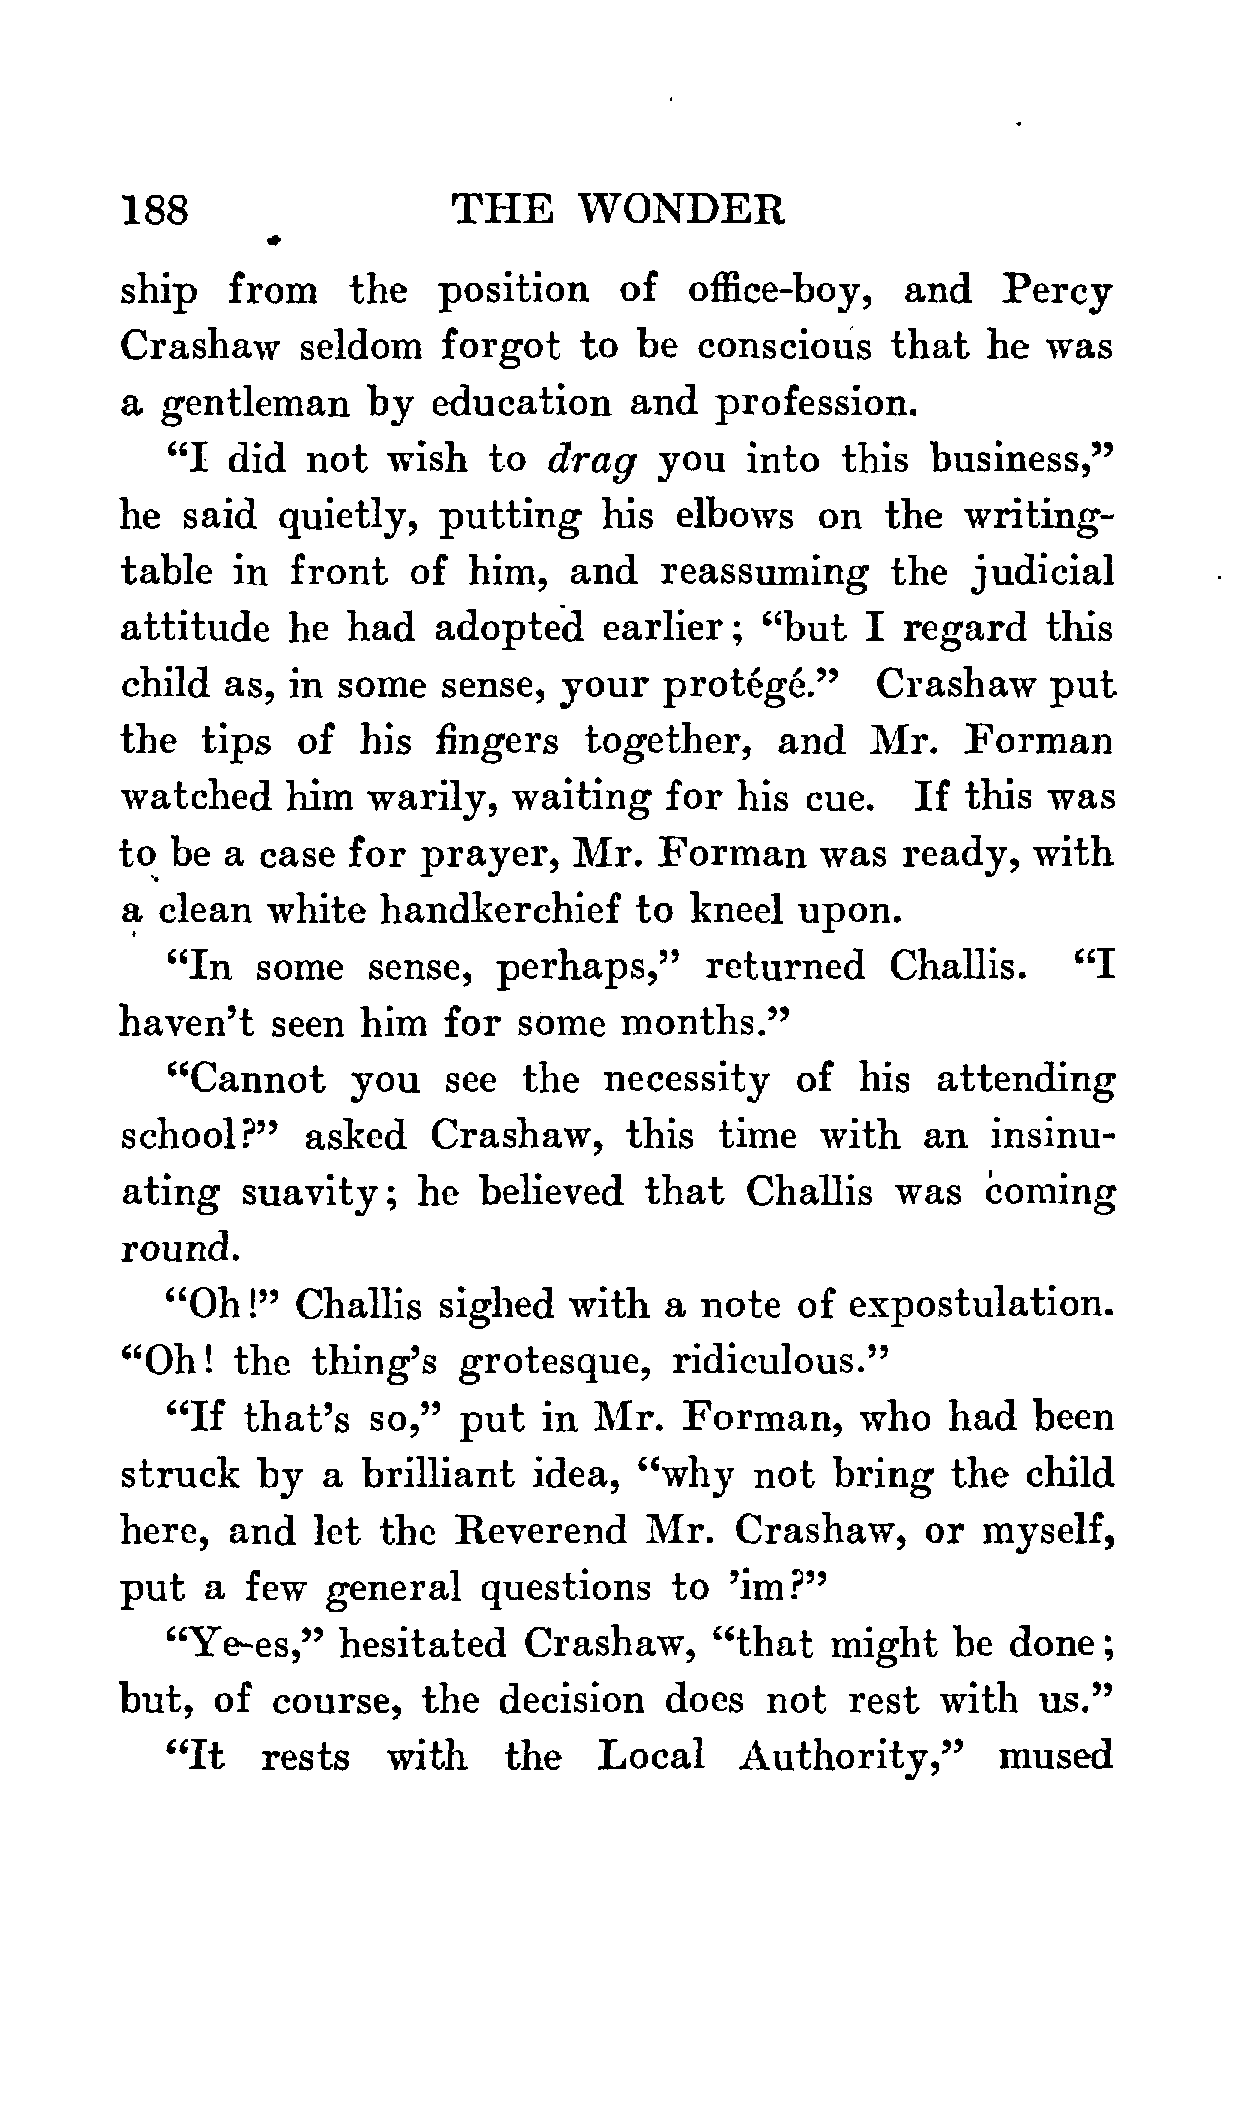 188 THE WONDER
ship from the position of office-boy, and Percy
Crashaw seldom forgot to be conscious that he was
a gentleman by education and profession.
“I did not wish to drag you into this business,”
he said quietly, putting his elbows on the writing-
table in front of him, and reassuming the judicial
attitude he had adopted earlier; “but I regard this
child as, in some sense, your protégé.” Crashaw put
the tips of his fingers together, and Mr. Forman
watched him warily, waiting for his cue. If this was
to be a case for prayer, Mr. Forman was ready, with
a clean white handkerchief to kneel upon.
“In some sense, perhaps,” returned Challis. “I
haven’t seen him for some months.”
“Cannot you see the necessity of his attending
school?” asked Crashaw, this time with an insinu-
ating suavity; he believed that Challis was coming
round.
“Oh!” Challis sighed with a note of expostulation.
“Oh! the thing’s grotesque, ridiculous.”
“If that’s so,” put in Mr. Forman, who had been
struck by a brilliant idea, “why not bring the child
here, and let the Reverend Mr. Crashaw, or myself,
put a few general questions to ’im?”
“Ye-es,” hesitated Crashaw, “that might be done;
but, of course, the decision does not rest with us.”
“It rests with the Local Authority,” mused